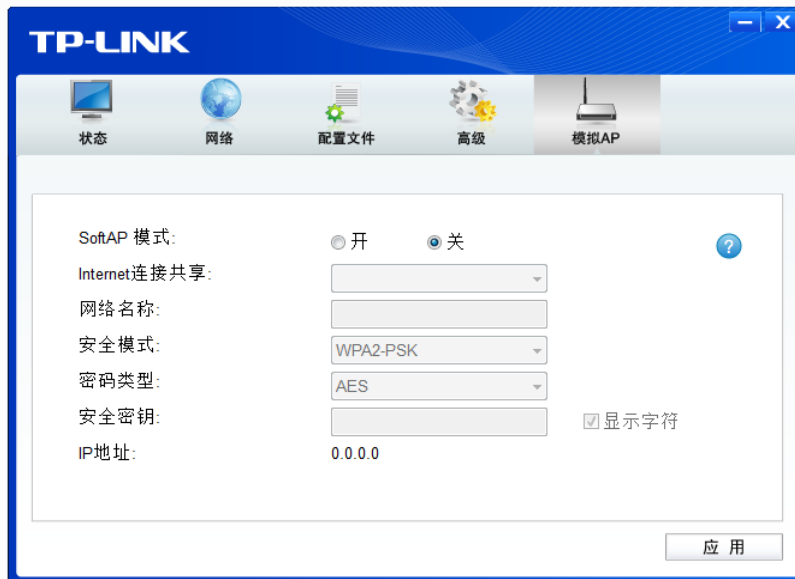 TP-LINK
状态 网络 配置文件 高级 模拟AP
SoftAP 模式: 开 关
?
Internet连接共享:
网络名称:
安全模式: WPA2-PSK
密码类型: AES
安全密钥: 显示字符
IP地址: 0.0.0.0
应 用